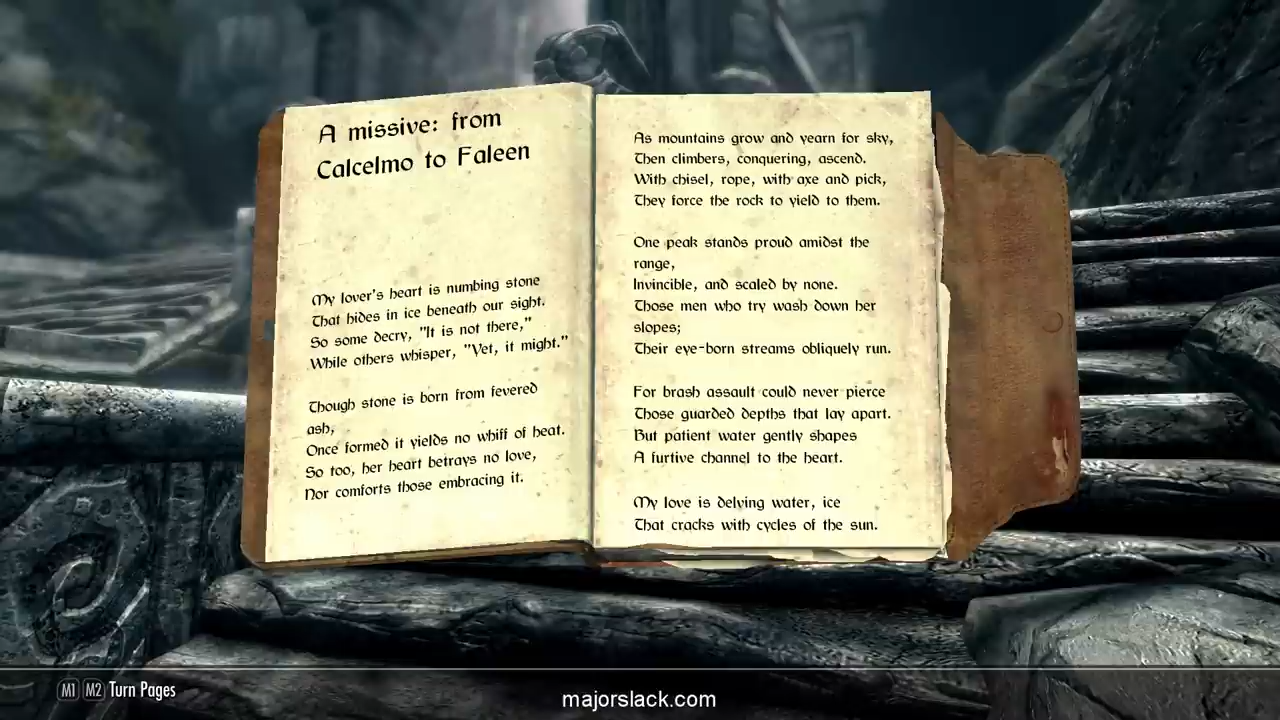 A missive: from
Calcelmo to Faleen
My lover's heart is numbing stone
That hides in ice beneath our sight.
So some decry, "It is not there,"
While others whisper, "Yet, it might."
Though stone is born from fevered
ash,
Once formed it yields no whiff of heat.
So too, her heart betrays no love,
Nor comforts those embracing it.
As mountains grow and yearn for sky,
Then climbers, conquering, ascend.
With chisel, rope, with axe and pick,
They force the rock to yield to them.
One peak stands proud amidst the
range,
Invincible, and scaled by none.
Those men who try wash down her
slopes;
Their eye-born streams obliquely run.
For brash assault could never pierce
Those guarded depths that lay apart.
But patient water gently shapes
A furtive channel to the heart.
My love is delving water, ice
That cracks with cycles of the sun.
M1 M2 Turn Pages
majorslack.com